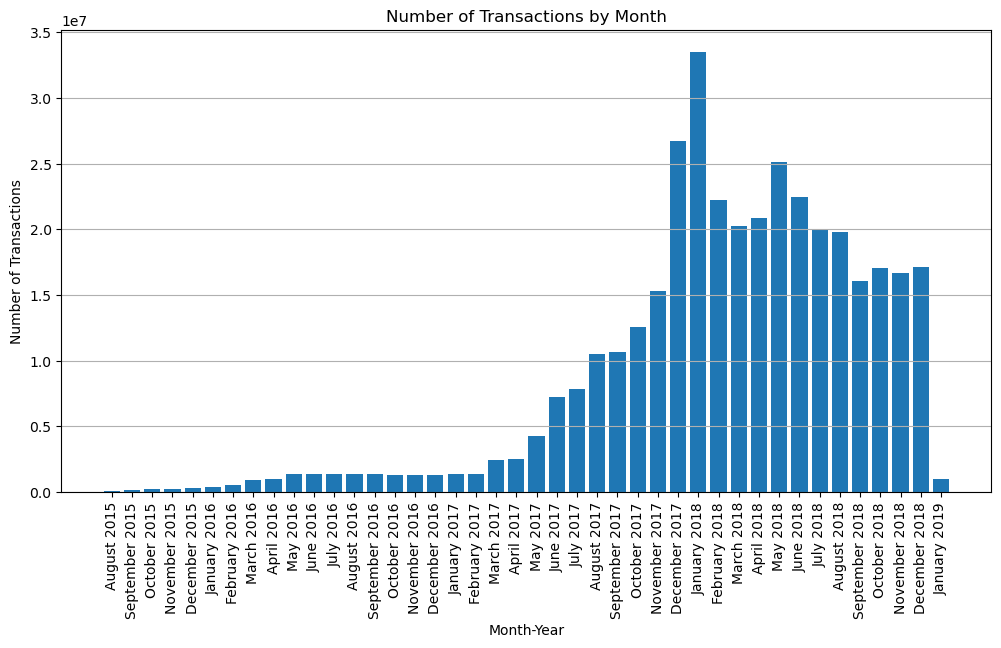 Number of Transactions by Month
1e7
3.5
3.0
2.5
2.0
1.5
1.0
0.5
0.0
Number of Transactions
August 2015
September 2015
October 2015
November 2015
December 2015
January 2016
February 2016
March 2016
April 2016
May 2016
June 2016
July 2016
August 2016
September 2016
October 2016
November 2016
December 2016
January 2017
February 2017
March 2017
April 2017
May 2017
June 2017
July 2017
August 2017
September 2017
October 2017
November 2017
December 2017
January 2018
February 2018
March 2018
April 2018
May 2018
June 2018
July 2018
August 2018
September 2018
October 2018
November 2018
December 2018
January 2019
Month-Year